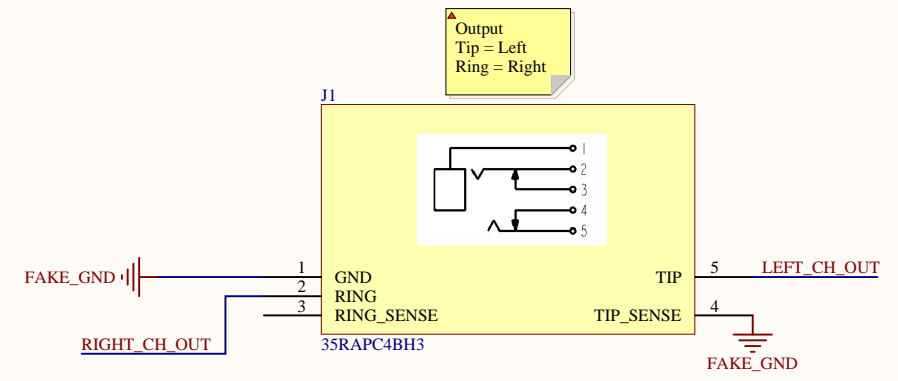 Output
Tip = Left
Ring = Right
J1
1
2
3
4
5
FAKE_GND
1
GND
TIP
5
LEFT_CH_OUT
2
RING
3
RING_SENSE
TIP_SENSE
4
RIGHT_CH_OUT
35RAPC4BH3
FAKE_GND